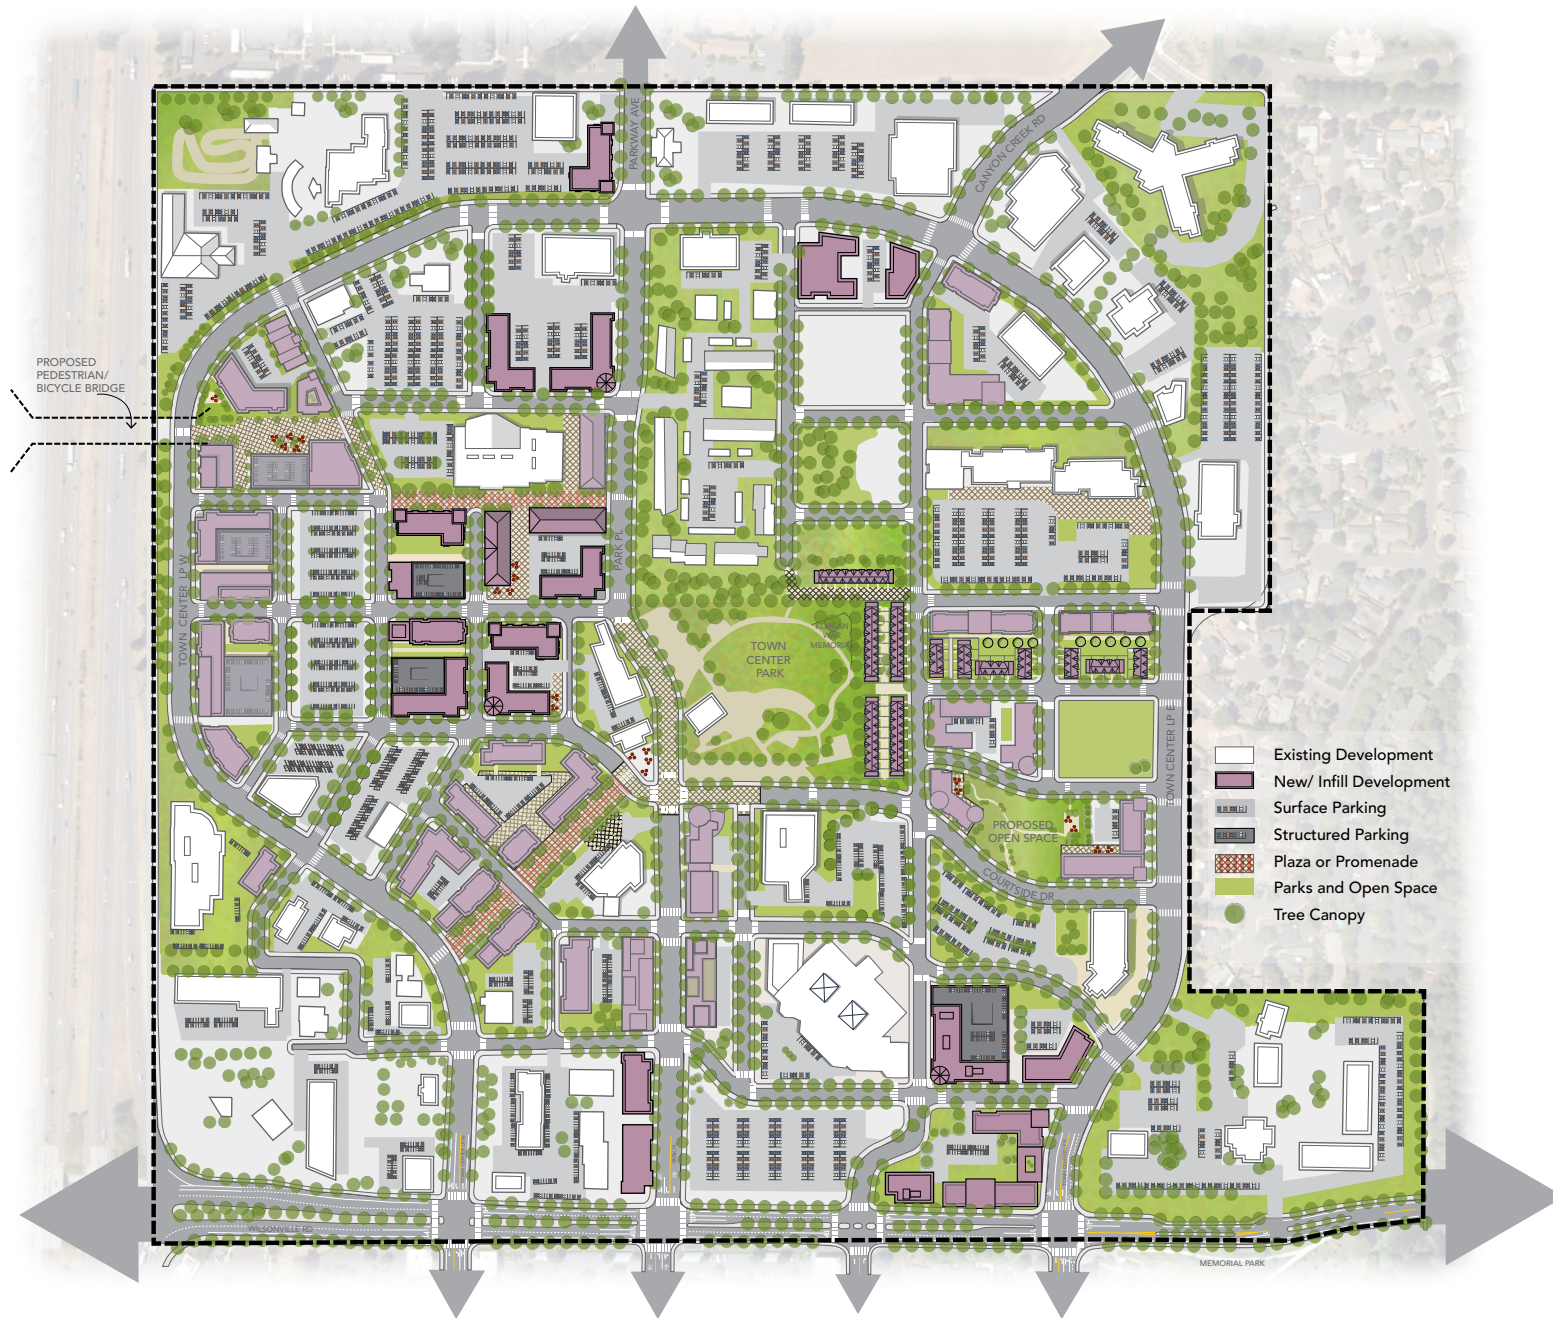 PARKWAY AVE
CANYON CREEK RD
PROPOSED
PEDESTRIAN/
BICYCLE BRIDGE
TOWN CENTER LP W
PARK PL
KOREAN
WAR
MEMORIAL
TOWN
CENTER
PARK
TOWN CENTER LP E
PROPOSED
OPEN SPACE
COURTSIDE DR
Existing Development
New/ Infill Development
Surface Parking
Structured Parking
Plaza or Promenade
Parks and Open Space
Tree Canopy
WILSONVILLE RD
MEMORIAL PARK